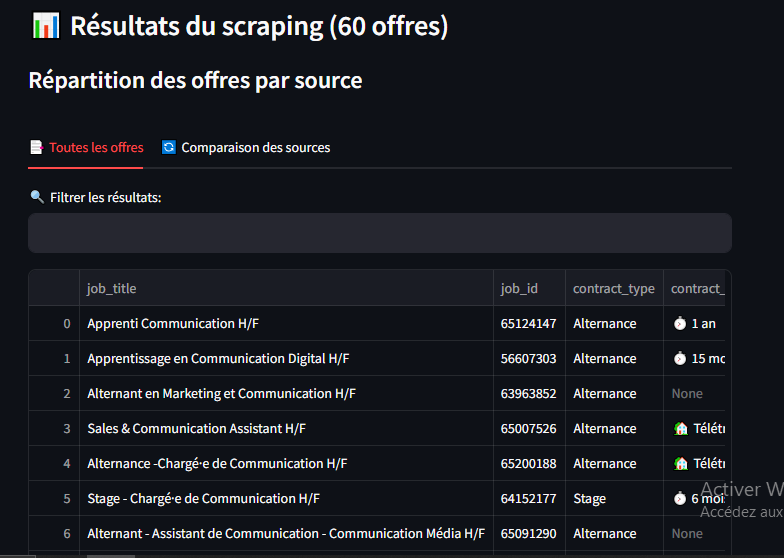 Résultats du scraping (60 offres)
Répartition des offres par source
Toutes les offres Comparaison des sources
Filtrer les résultats:
job_title job_id contract_type contract_
0 Apprenti Communication H/F 65124147 Alternance 1 an
1 Apprentissage en Communication Digital H/F 56607303 Alternance 15 mo
2 Alternant en Marketing et Communication H/F 63963852 Alternance None
3 Sales & Communication Assistant H/F 65007526 Alternance Télétr
4 Alternance -Chargé·e de Communication H/F 65200188 Alternance Télétr
5 Stage - Chargé·e de Communication H/F 64152177 Stage 6 moi
Activer W
Accédez aux
6 Alternant - Assistant de Communication - Communication Média H/F 65091290 Alternance None